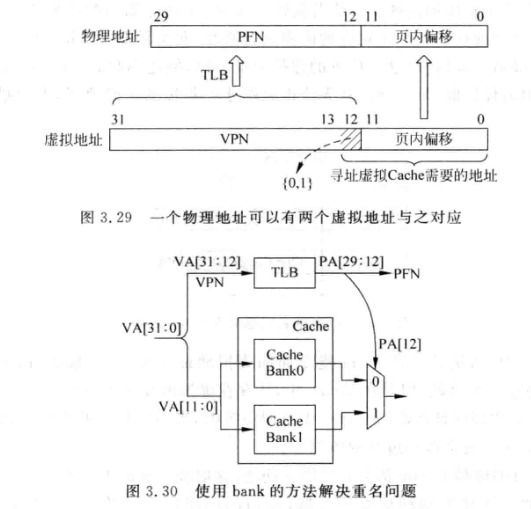 29 12 11 0
物理地址 PFN 页内偏移
TLB
31 13 12 11 0
虚拟地址 VPN 页内偏移
{0,1} 寻址虚拟Cache需要的地址
图 3.29 一个物理地址可以有两个虚拟地址与之对应
VA[31:12] TLB PA[29:12] PFN
VPN
Cache
VA[31:0] PA[12]
Cache
Bank0 0
VA[11:0] Cache
Bank1 1
图 3.30 使用 bank 的方法解决重名问题